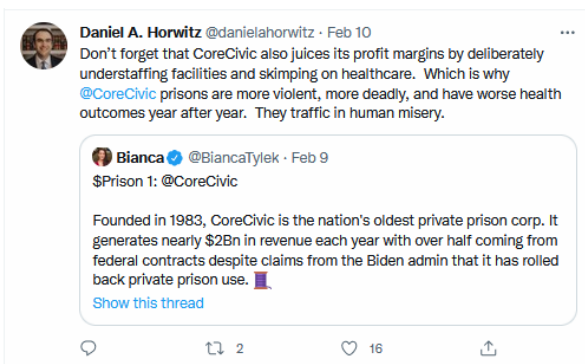 Daniel A. Horwitz @danielahorwitz · Feb 10 ...
Don't forget that CoreCivic also juices its profit margins by deliberately
understaffing facilities and skimping on healthcare.  Which is why
@CoreCivic prisons are more violent, more deadly, and have worse health
outcomes year after year.  They traffic in human misery.
Bianca @BiancaTylek · Feb 9
$Prison 1: @CoreCivic
Founded in 1983, CoreCivic is the nation's oldest private prison corp. It
generates nearly $2Bn in revenue each year with over half coming from
federal contracts despite claims from the Biden admin that it has rolled
back private prison use. 🧵
Show this thread
2 16